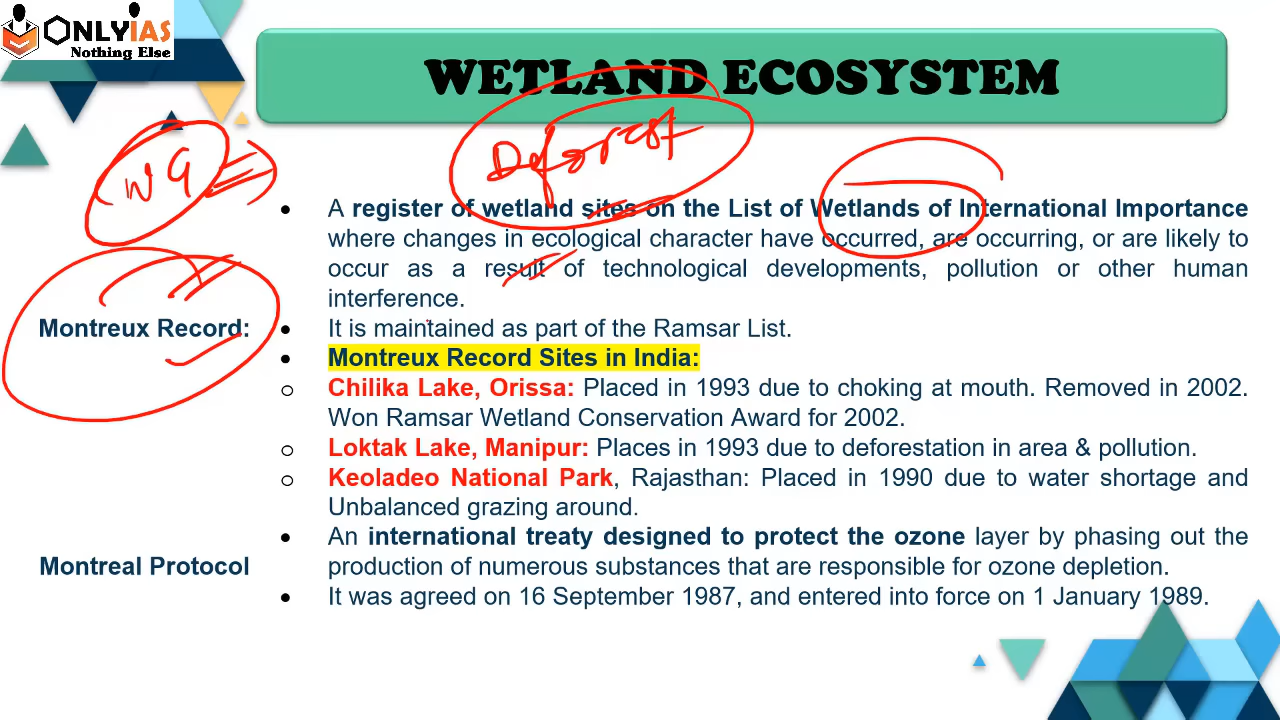 ONLYIAS
Nothing Else
WETLAND ECOSYSTEM
WG
Deforest
• A register of wetland sites on the List of Wetlands of International Importance
where changes in ecological character have occurred, are occurring, or are likely to
occur as a result of technological developments, pollution or other human
interference.
Montreux Record: • It is maintained as part of the Ramsar List.
• Montreux Record Sites in India:
o Chilika Lake, Orissa: Placed in 1993 due to choking at mouth. Removed in 2002.
Won Ramsar Wetland Conservation Award for 2002.
o Loktak Lake, Manipur: Places in 1993 due to deforestation in area & pollution.
o Keoladeo National Park, Rajasthan: Placed in 1990 due to water shortage and
Unbalanced grazing around.
• An international treaty designed to protect the ozone layer by phasing out the
Montreal Protocol production of numerous substances that are responsible for ozone depletion.
• It was agreed on 16 September 1987, and entered into force on 1 January 1989.